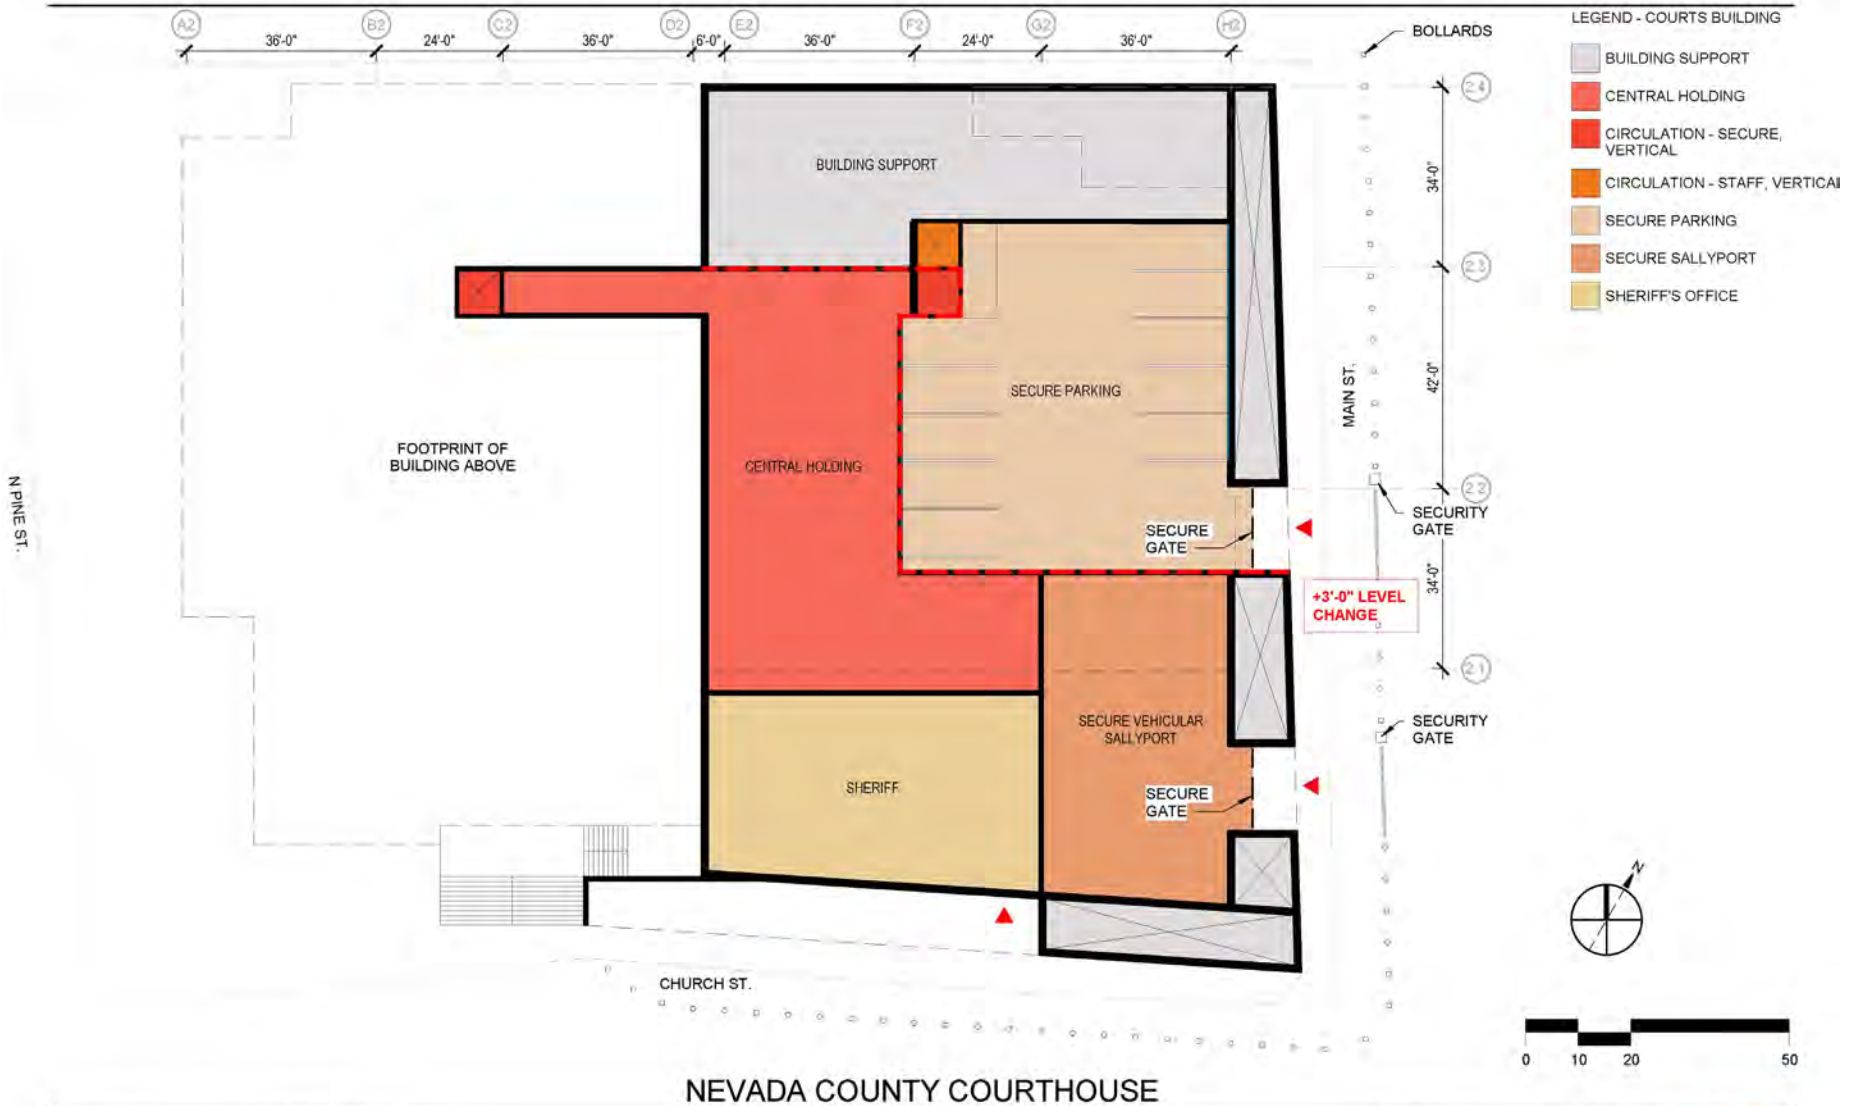 A2
B2
C2
D2
E2
F2
G2
H2
36'-0"
24'-0"
36'-0"
6'-0"
36'-0"
24'-0"
36'-0"
BOLLARDS
LEGEND - COURTS BUILDING
BUILDING SUPPORT
CENTRAL HOLDING
CIRCULATION - SECURE,
VERTICAL
CIRCULATION - STAFF, VERTICAL
SECURE PARKING
SECURE SALLYPORT
SHERIFF'S OFFICE
2.4
34'-0"
2.3
42'-0"
2.2
34'-0"
2.1
BUILDING SUPPORT
SECURE PARKING
MAIN ST.
FOOTPRINT OF
BUILDING ABOVE
CENTRAL HOLDING
N PINE ST.
SECURE
GATE
SECURITY
GATE
+3'-0" LEVEL
CHANGE
SECURE VEHICULAR
SALLYPORT
SECURITY
GATE
SHERIFF
SECURE
GATE
N
CHURCH ST.
0 10 20 50
NEVADA COUNTY COURTHOUSE